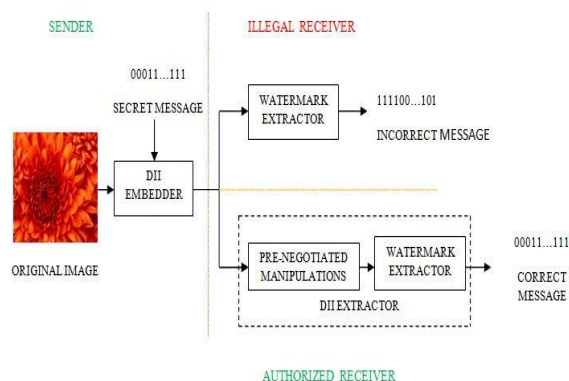 SENDER
ILLEGAL RECEIVER
00011...111
SECRET MESSAGE
WATERMARK
EXTRACTOR
111100...101
INCORRECT MESSAGE
DII
EMBEDDER
ORIGINAL IMAGE
PRE-NEGOTIATED
MANIPULATIONS
WATERMARK
EXTRACTOR
DII EXTRACTOR
00011...111
CORRECT
MESSAGE
AUTHORIZED RECEIVER